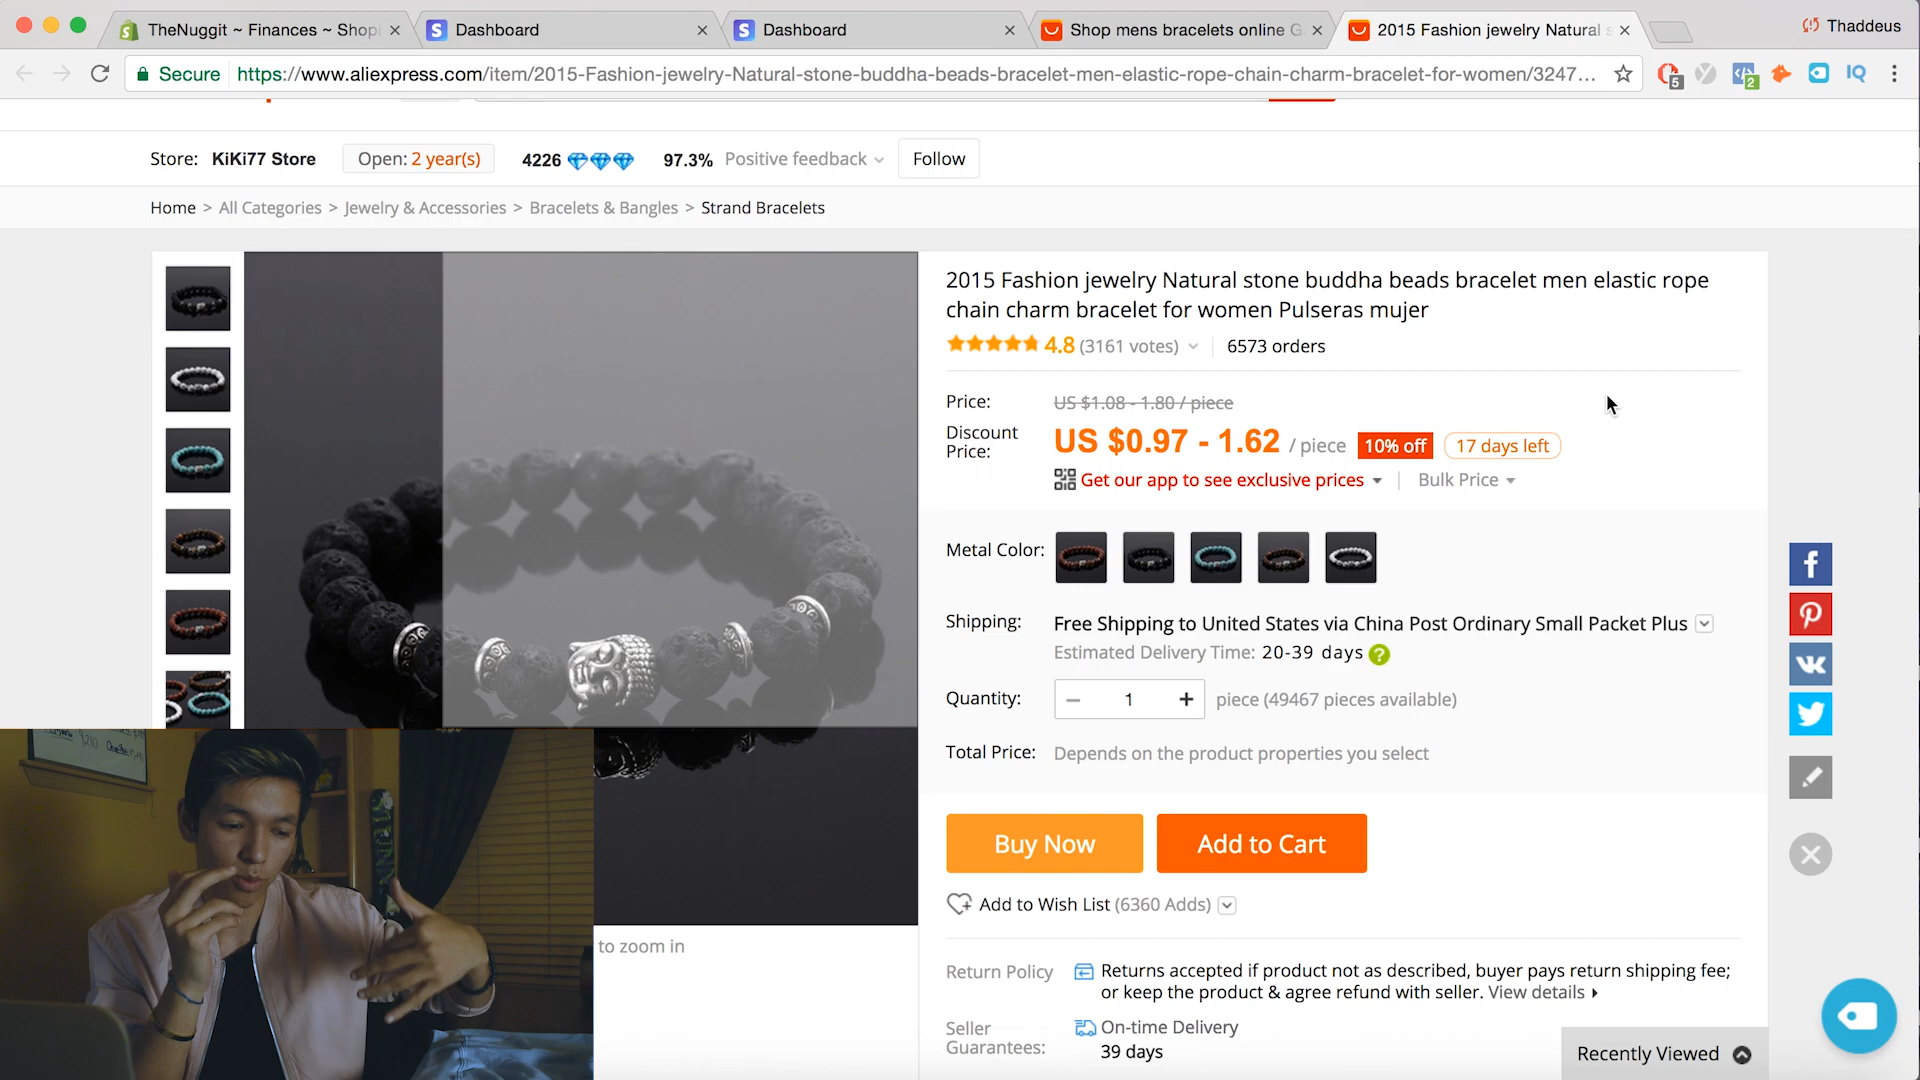 TheNuggit ~ Finances ~ Shopi
Dashboard
Dashboard
Shop mens bracelets online G
2015 Fashion jewelry Natural s
Thaddeus
Secure
https://www.aliexpress.com/item/2015-Fashion-jewelry-Natural-stone-buddha-beads-bracelet-men-elastic-rope-chain-charm-bracelet-for-women/3247...
5
2
IQ
Store: KiKi77 Store
Open: 2 year(s)
4226
97.3% Positive feedback
Follow
Home > All Categories > Jewelry & Accessories > Bracelets & Bangles > Strand Bracelets
2015 Fashion jewelry Natural stone buddha beads bracelet men elastic rope
chain charm bracelet for women Pulseras mujer
4.8 (3161 votes)
6573 orders
Price: US $1.08 - 1.80 / piece
Discount
Price:
US $0.97 - 1.62 / piece
10% off
17 days left
Get our app to see exclusive prices
Bulk Price
Metal Color:
Shipping: Free Shipping to United States via China Post Ordinary Small Packet Plus
Estimated Delivery Time: 20-39 days ?
Quantity: − 1 + piece (49467 pieces available)
Total Price: Depends on the product properties you select
Buy Now
Add to Cart
Add to Wish List (6360 Adds)
to zoom in
Return Policy
Returns accepted if product not as described, buyer pays return shipping fee;
or keep the product & agree refund with seller. View details
Seller
Guarantees:
On-time Delivery
39 days
Recently Viewed